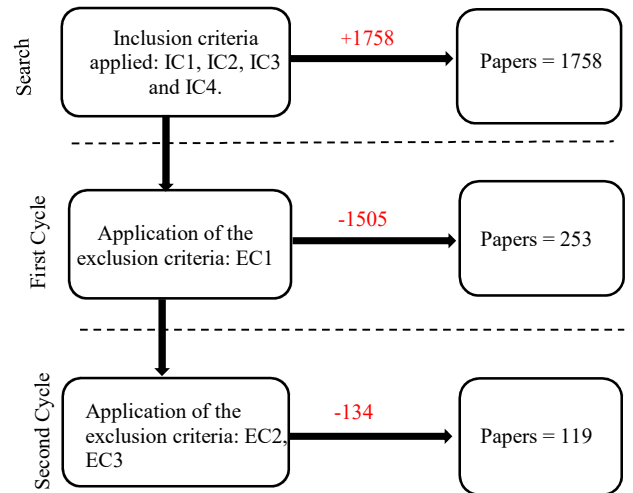 Search
Inclusion criteria
applied: IC1, IC2, IC3
and IC4.
+1758
Papers = 1758
First Cycle
Application of the
exclusion criteria: EC1
-1505
Papers = 253
Second Cycle
Application of the
exclusion criteria: EC2,
EC3
-134
Papers = 119